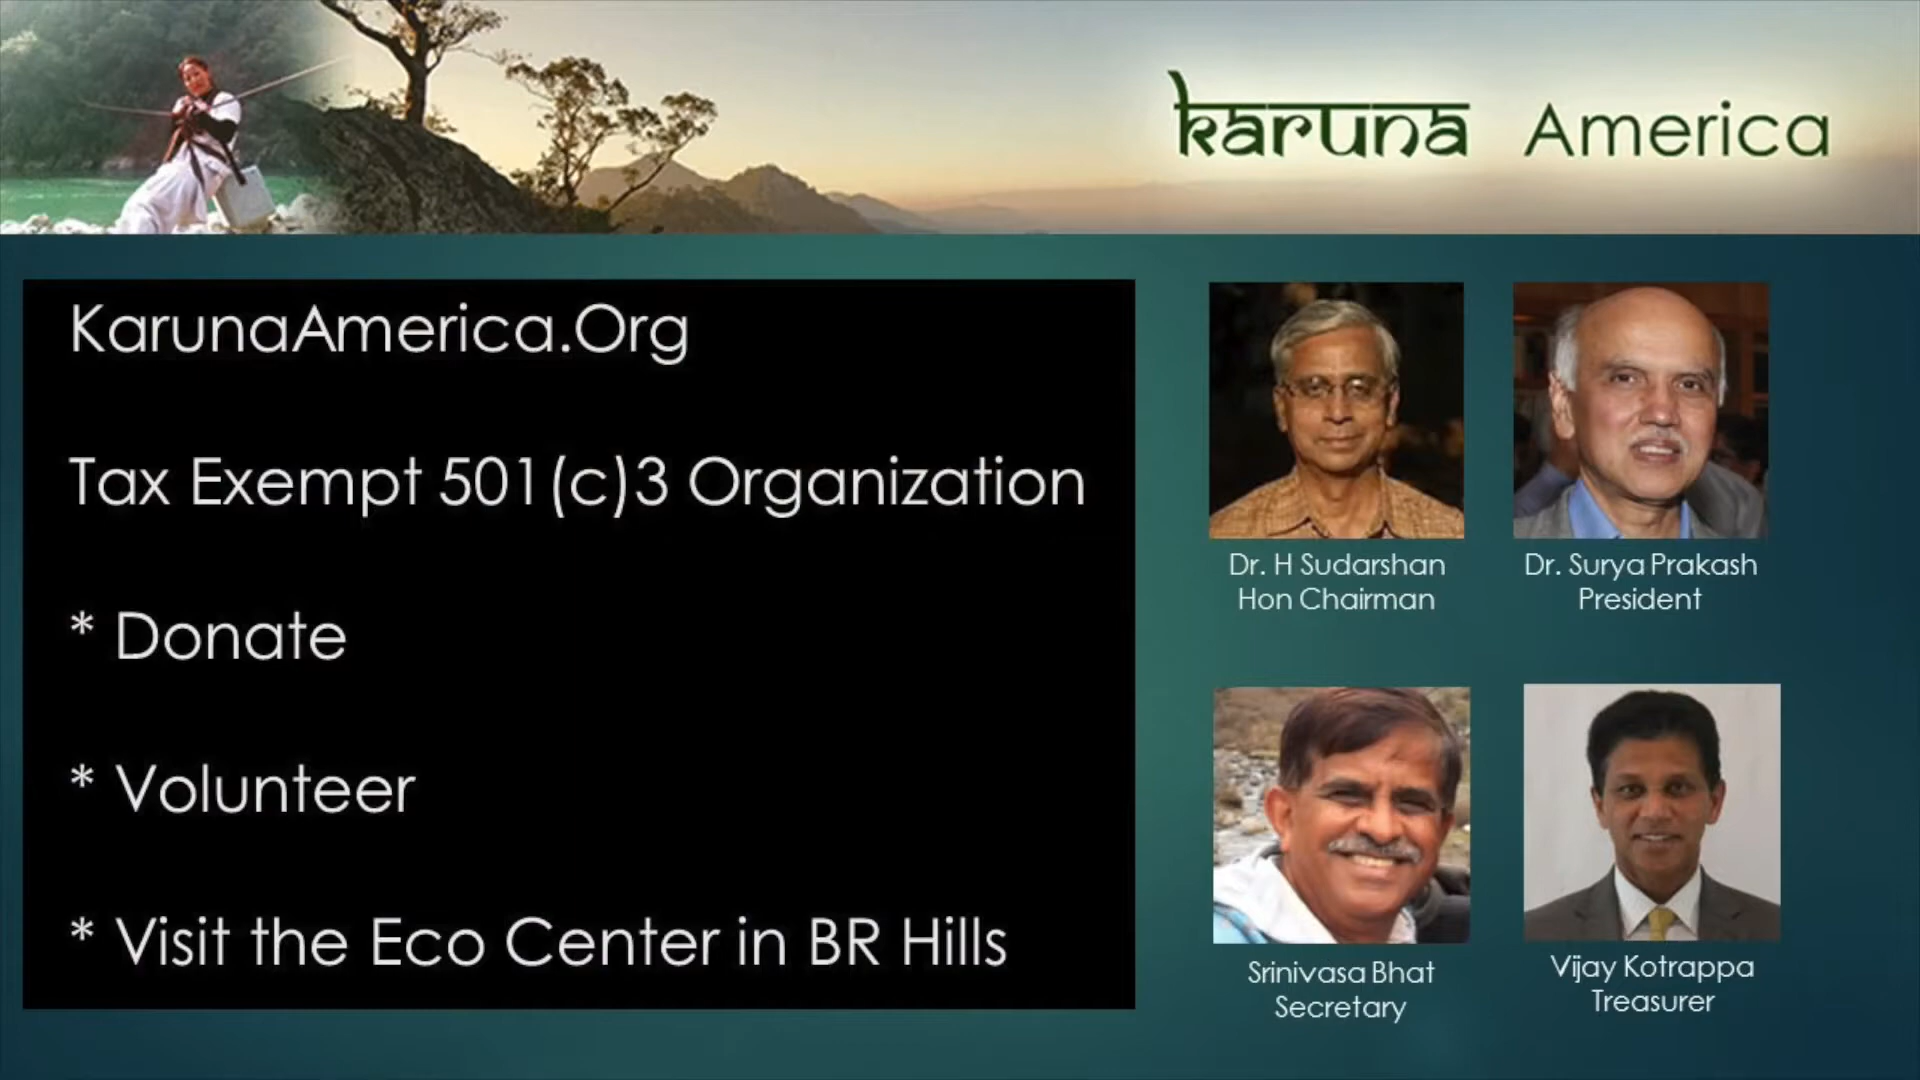 karuna America
KarunaAmerica.Org
Tax Exempt 501(c)3 Organization
* Donate
* Volunteer
* Visit the Eco Center in BR Hills
Dr. H Sudarshan
Hon Chairman
Dr. Surya Prakash
President
Srinivasa Bhat
Secretary
Vijay Kotrappa
Treasurer